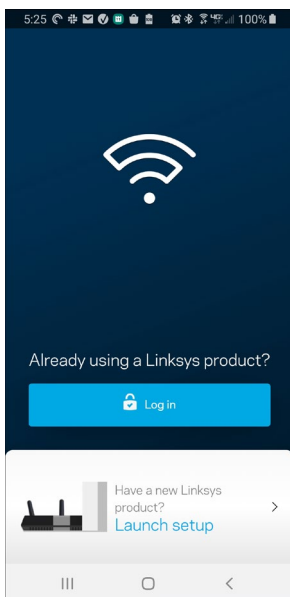 5:25 100%
Already using a Linksys product?
Log in
Have a new Linksys
product?
Launch setup